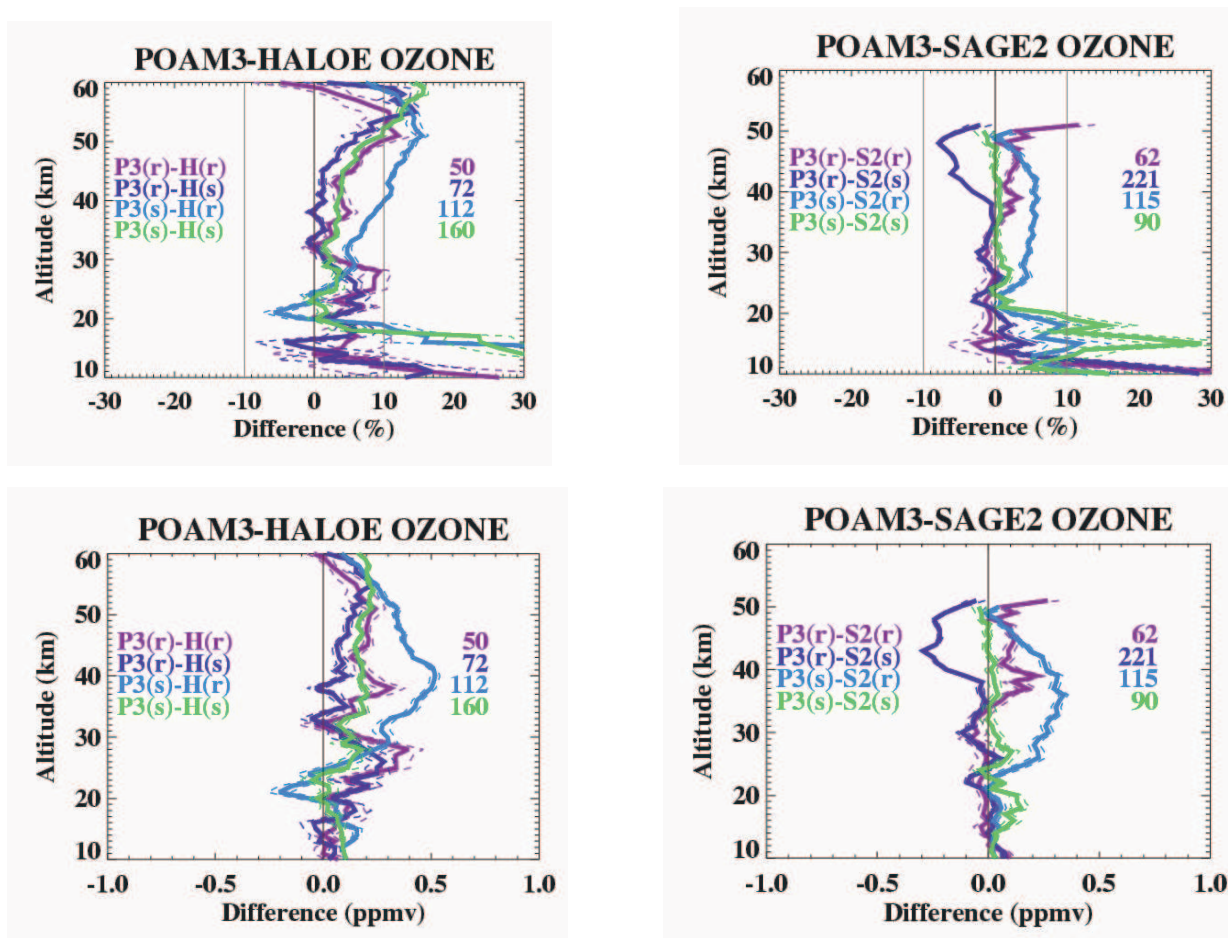 POAM3-HALOE OZONE
60
50
40
30
20
10
Altitude (km)
P3(r)-H(r) 50
P3(r)-H(s) 72
P3(s)-H(r) 112
P3(s)-H(s) 160
-30 -20 -10 0 10 20 30
Difference (%)
POAM3-SAGE2 OZONE
60
50
40
30
20
10
Altitude (km)
P3(r)-S2(r) 62
P3(r)-S2(s) 221
P3(s)-S2(r) 115
P3(s)-S2(s) 90
-30 -20 -10 0 10 20 30
Difference (%)
POAM3-HALOE OZONE
60
50
40
30
20
10
Altitude (km)
P3(r)-H(r) 50
P3(r)-H(s) 72
P3(s)-H(r) 112
P3(s)-H(s) 160
-1.0 -0.5 0.0 0.5 1.0
Difference (ppmv)
POAM3-SAGE2 OZONE
60
50
40
30
20
10
Altitude (km)
P3(r)-S2(r) 62
P3(r)-S2(s) 221
P3(s)-S2(r) 115
P3(s)-S2(s) 90
-1.0 -0.5 0.0 0.5 1.0
Difference (ppmv)